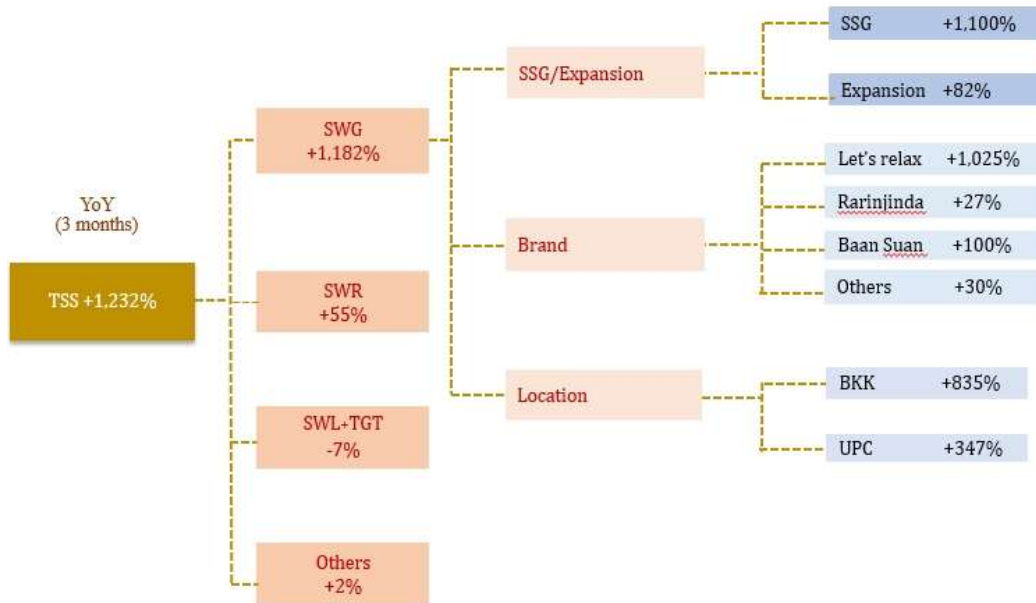 YoY
(3 months)
TSS +1,232%
SWG
+1,182%
SWR
+55%
SWL+TGT
-7%
Others
+2%
SSG/Expansion
Brand
Location
SSG +1,100%
Expansion +82%
Let's relax +1,025%
Rarinjinda +27%
Baan Suan +100%
Others +30%
BKK +835%
UPC +347%